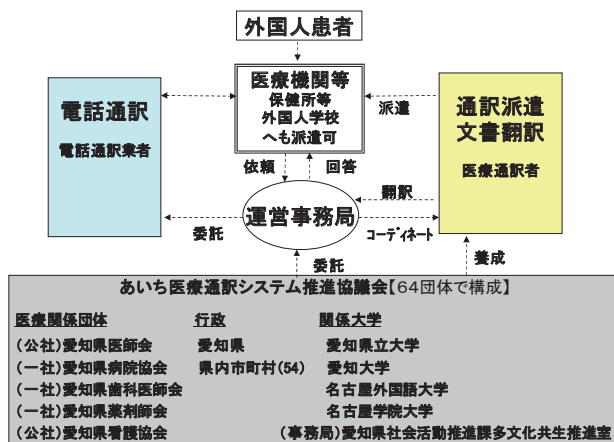 外国人患者
電話通訳
電話通訳業者
医療機関等
保健所等
外国人学校
へも派遣可
派遣
通訳派遣
文書翻訳
医療通訳者
依頼
回答
翻訳
運営事務局
委託
コーディネート
委託
養成
あいち医療通訳システム推進協議会【64団体で構成】
医療関係団体 行政 関係大学
(公社)愛知県医師会 愛知県 愛知県立大学
(一社)愛知県病院協会 県内市町村(54) 愛知大学
(一社)愛知県歯科医師会 名古屋外国語大学
(一社)愛知県薬剤師会 名古屋学院大学
(公社)愛知県看護協会 (事務局)愛知県社会活動推進課多文化共生推進室